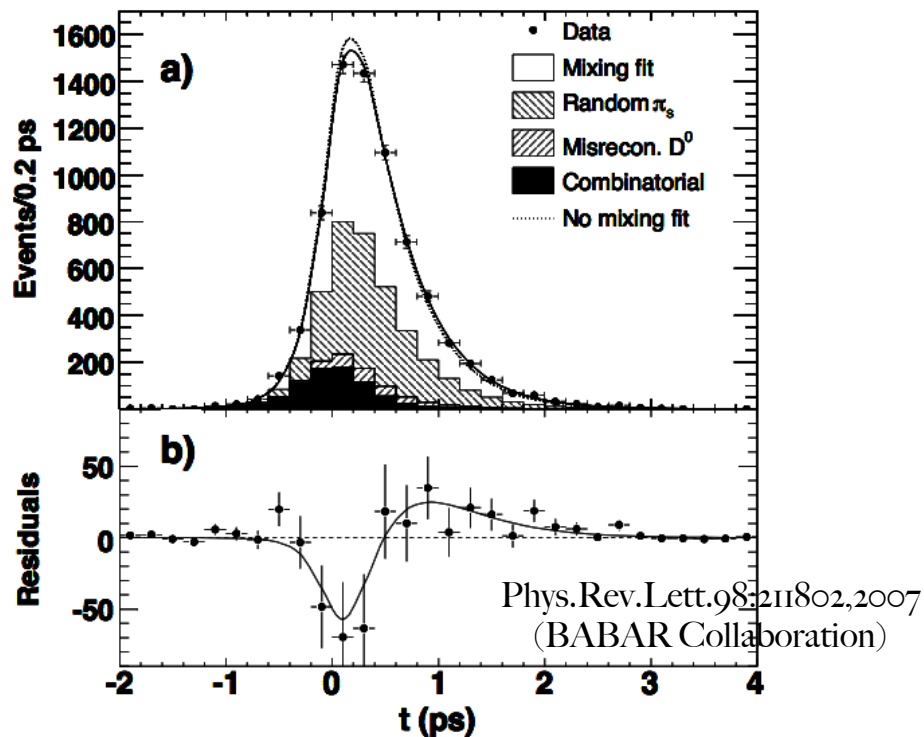 1600
1400
1200
1000
800
600
400
200
Events/0.2 ps
a)
Data
Mixing fit
Random πs
Misrecon. D0
Combinatorial
No mixing fit
b)
50
0
-50
Residuals
Phys.Rev.Lett.98:211802,2007
(BABAR Collaboration)
-2 -1 0 1 2 3 4
t (ps)